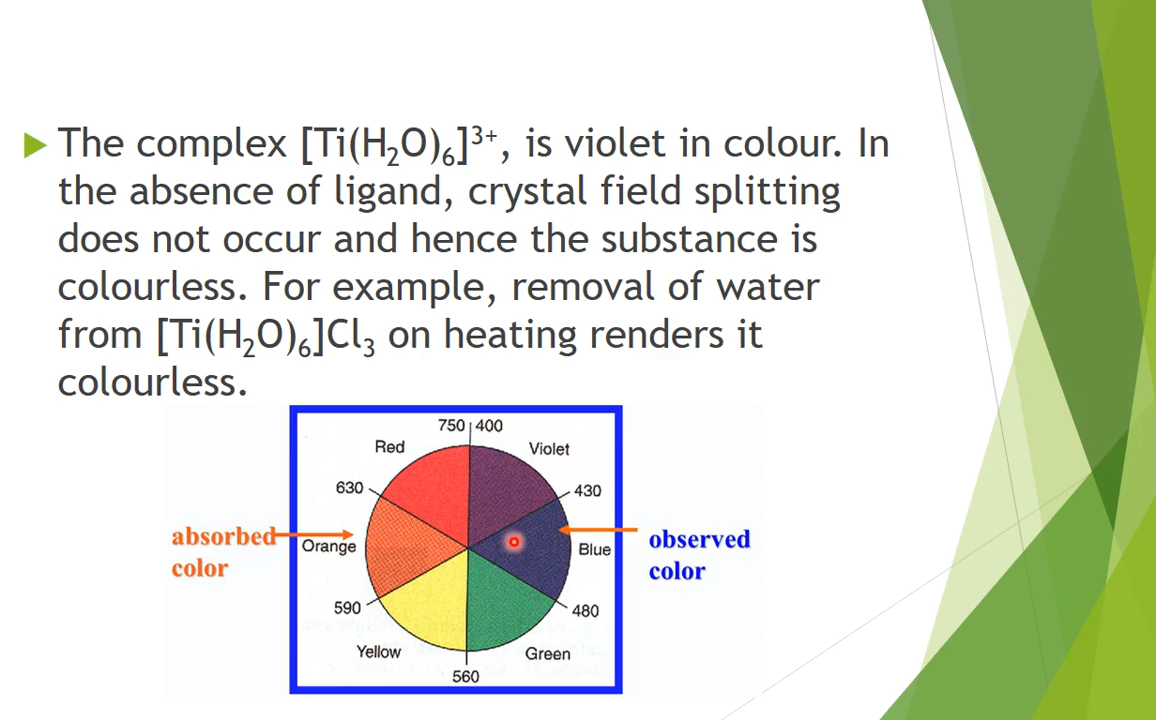 The complex [Ti(H₂O)₆]³⁺, is violet in colour. In
the absence of ligand, crystal field splitting
does not occur and hence the substance is
colourless. For example, removal of water
from [Ti(H₂O)₆]Cl₃ on heating renders it
colourless.
750 400
Red
Violet
630
430
absorbed
color
Orange
Blue
observed
color
590
480
Yellow
Green
560